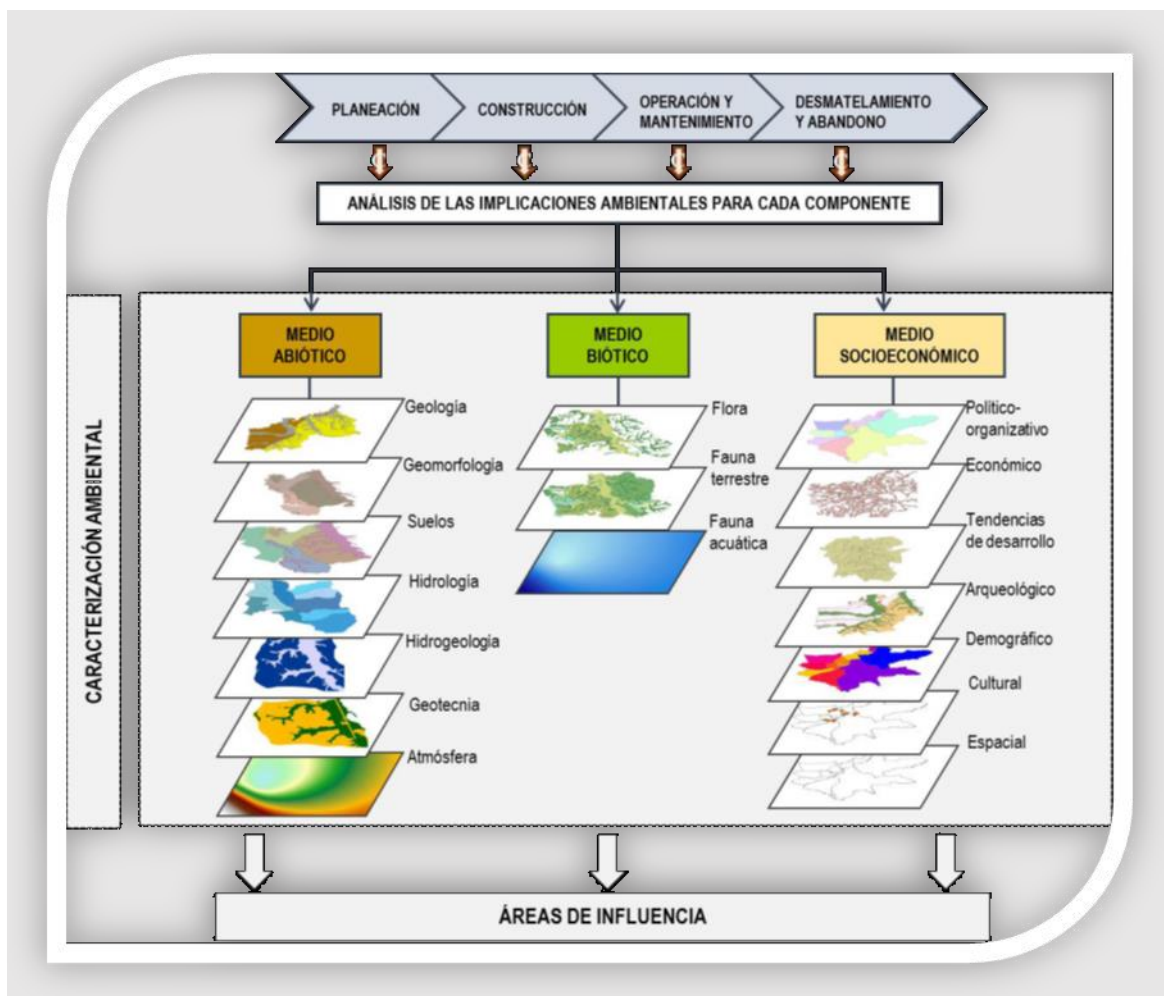 PLANEACIÓN
CONSTRUCCIÓN
OPERACIÓN Y
MANTENIMIENTO
DESMATELAMIENTO
Y ABANDONO
ANÁLISIS DE LAS IMPLICACIONES AMBIENTALES PARA CADA COMPONENTE
CARACTERIZACIÓN AMBIENTAL
MEDIO
ABIÓTICO
Geología
Geomorfología
Suelos
Hidrología
Hidrogeología
Geotecnia
Atmósfera
MEDIO
BIÓTICO
Flora
Fauna
terrestre
Fauna
acuática
MEDIO
SOCIOECONÓMICO
Político-
organizativo
Económico
Tendencias
de desarrollo
Arqueológico
Demográfico
Cultural
Espacial
ÁREAS DE INFLUENCIA